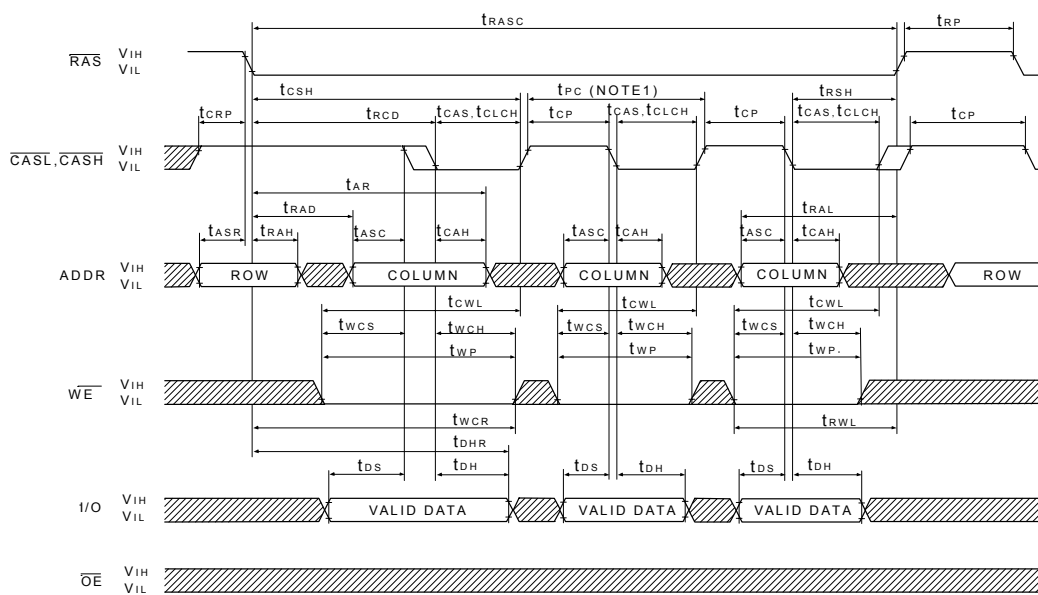 tRASC tRP
RAS VIH
VIL
tCSH tPC (NOTE1) tRSH
tCRP tRCD tCAS, tCLCH tCP tCAS, tCLCH tCP tCAS, tCLCH tCP
CASL, CASH VIH
VIL
tAR
tRAD tRAL
tASR tRAH tASC tCAH tASC tCAH tASC tCAH
ADDR VIH
VIL
ROW COLUMN COLUMN COLUMN ROW
tCWL tCWL tCWL
tWCS tWCH tWCS tWCH tWCS tWCH
tWP tWP tWP.
WE VIH
VIL
tWCR tRWL
tDHR
tDS tDH tDS tDH tDS tDH
1/O VIH
VIL
VALID DATA VALID DATA VALID DATA
OE VIH
VIL